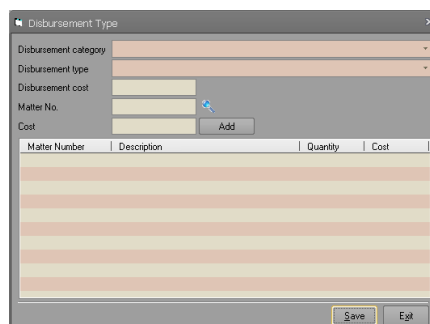 Disbursement Type
Disbursement category
Disbursement type
Disbursement cost
Matter No.
Cost Add
Matter Number Description Quantity Cost
Save Exit